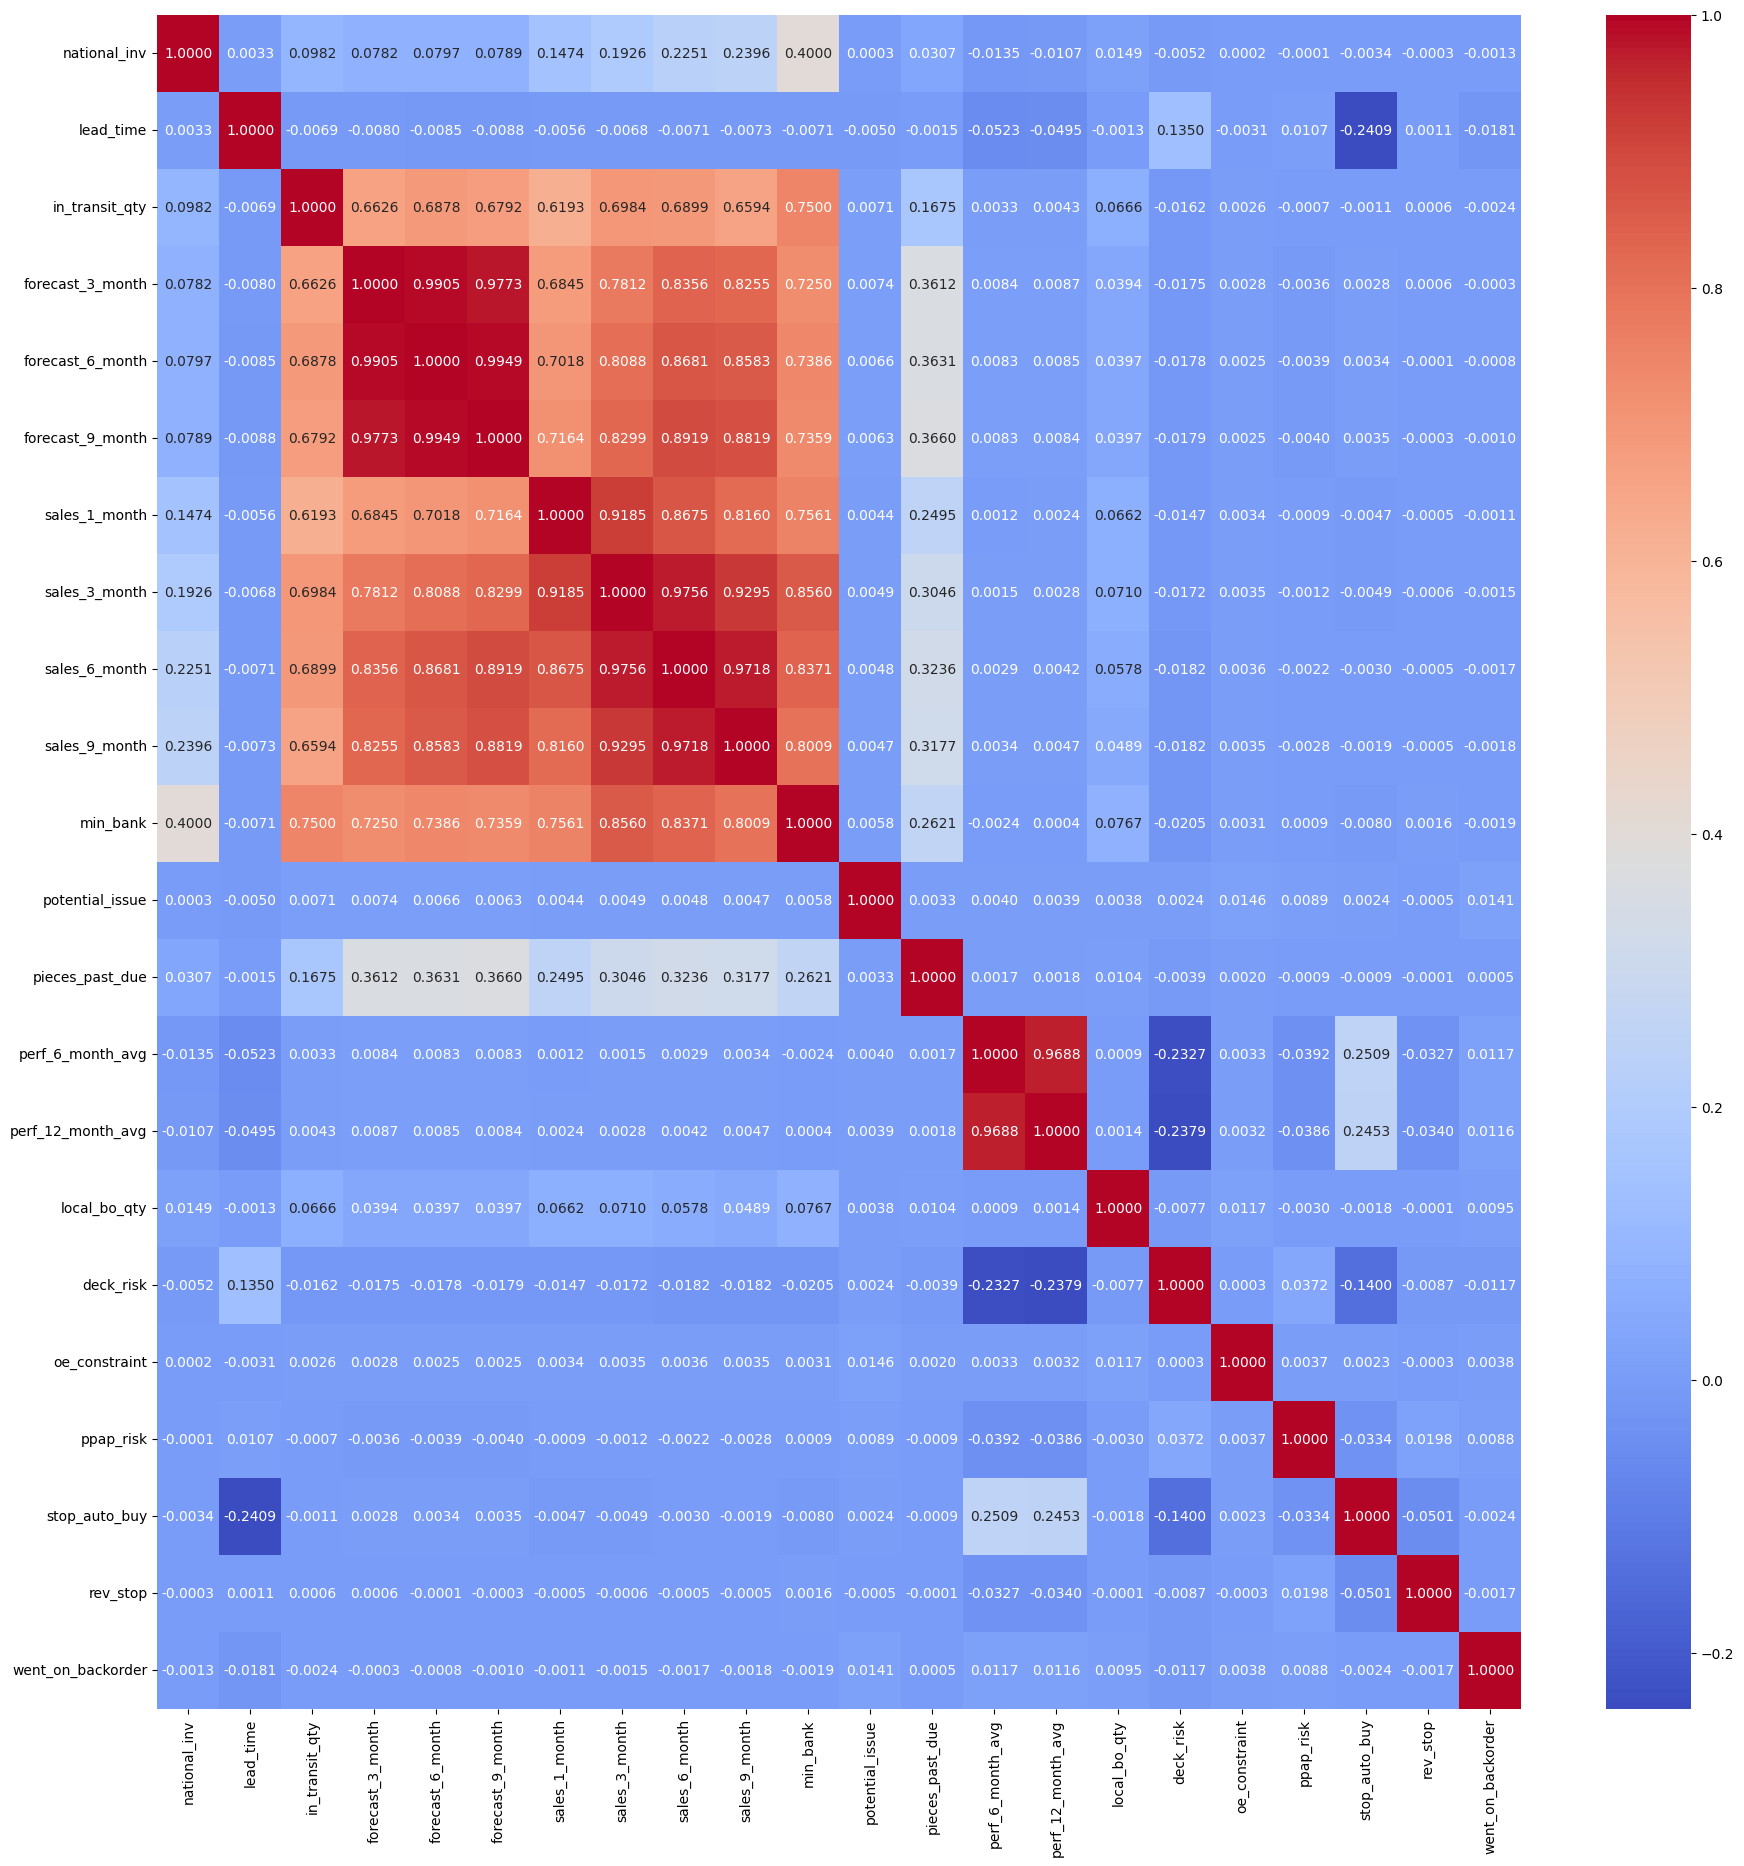 national_inv 1.0000 0.0033 0.0982 0.0782 0.0797 0.0789 0.1474 0.1926 0.2251 0.2396 0.4000 0.0003 0.0307 -0.0135 -0.0107 0.0149 -0.0052 0.0002 -0.0001 -0.0034 -0.0003 -0.0013
lead_time 0.0033 1.0000 -0.0069 -0.0080 -0.0085 -0.0088 -0.0056 -0.0068 -0.0071 -0.0073 -0.0071 -0.0050 -0.0015 -0.0523 -0.0495 -0.0013 0.1350 -0.0031 0.0107 -0.2409 0.0011 -0.0181
in_transit_qty 0.0982 -0.0069 1.0000 0.6626 0.6878 0.6792 0.6193 0.6984 0.6899 0.6594 0.7500 0.0071 0.1675 0.0033 0.0043 0.0666 -0.0162 0.0026 -0.0007 -0.0011 0.0006 -0.0024
forecast_3_month 0.0782 -0.0080 0.6626 1.0000 0.9905 0.9773 0.6845 0.7812 0.8356 0.8255 0.7250 0.0074 0.3612 0.0084 0.0087 0.0394 -0.0175 0.0028 -0.0036 0.0028 0.0006 -0.0003
forecast_6_month 0.0797 -0.0085 0.6878 0.9905 1.0000 0.9949 0.7018 0.8088 0.8681 0.8583 0.7386 0.0066 0.3631 0.0083 0.0085 0.0397 -0.0178 0.0025 -0.0039 0.0034 -0.0001 -0.0008
forecast_9_month 0.0789 -0.0088 0.6792 0.9773 0.9949 1.0000 0.7164 0.8299 0.8919 0.8819 0.7359 0.0063 0.3660 0.0083 0.0084 0.0397 -0.0179 0.0025 -0.0040 0.0035 -0.0003 -0.0010
sales_1_month 0.1474 -0.0056 0.6193 0.6845 0.7018 0.7164 1.0000 0.9185 0.8675 0.8160 0.7561 0.0044 0.2495 0.0012 0.0024 0.0662 -0.0147 0.0034 -0.0009 -0.0047 -0.0005 -0.0011
sales_3_month 0.1926 -0.0068 0.6984 0.7812 0.8088 0.8299 0.9185 1.0000 0.9756 0.9295 0.8560 0.0049 0.3046 0.0015 0.0028 0.0710 -0.0172 0.0035 -0.0012 -0.0049 -0.0006 -0.0015
sales_6_month 0.2251 -0.0071 0.6899 0.8356 0.8681 0.8919 0.8675 0.9756 1.0000 0.9718 0.8371 0.0048 0.3236 0.0029 0.0042 0.0578 -0.0182 0.0036 -0.0022 -0.0030 -0.0005 -0.0017
sales_9_month 0.2396 -0.0073 0.6594 0.8255 0.8583 0.8819 0.8160 0.9295 0.9718 1.0000 0.8009 0.0047 0.3177 0.0034 0.0047 0.0489 -0.0182 0.0035 -0.0028 -0.0019 -0.0005 -0.0018
min_bank 0.4000 -0.0071 0.7500 0.7250 0.7386 0.7359 0.7561 0.8560 0.8371 0.8009 1.0000 0.0058 0.2621 -0.0024 0.0004 0.0767 -0.0205 0.0031 0.0009 -0.0080 0.0016 -0.0019
potential_issue 0.0003 -0.0050 0.0071 0.0074 0.0066 0.0063 0.0044 0.0049 0.0048 0.0047 0.0058 1.0000 0.0033 0.0040 0.0039 0.0038 0.0024 0.0146 0.0089 0.0024 -0.0005 0.0141
pieces_past_due 0.0307 -0.0015 0.1675 0.3612 0.3631 0.3660 0.2495 0.3046 0.3236 0.3177 0.2621 0.0033 1.0000 0.0017 0.0018 0.0104 -0.0039 0.0020 -0.0009 -0.0009 -0.0001 0.0005
perf_6_month_avg -0.0135 -0.0523 0.0033 0.0084 0.0083 0.0083 0.0012 0.0015 0.0029 0.0034 -0.0024 0.0040 0.0017 1.0000 0.9688 0.0009 -0.2327 0.0033 -0.0392 0.2509 -0.0327 0.0117
perf_12_month_avg -0.0107 -0.0495 0.0043 0.0087 0.0085 0.0084 0.0024 0.0028 0.0042 0.0047 0.0004 0.0039 0.0018 0.9688 1.0000 0.0014 -0.2379 0.0032 -0.0386 0.2453 -0.0340 0.0116
local_bo_qty 0.0149 -0.0013 0.0666 0.0394 0.0397 0.0397 0.0662 0.0710 0.0578 0.0489 0.0767 0.0038 0.0104 0.0009 0.0014 1.0000 -0.0077 0.0117 -0.0030 -0.0018 -0.0001 0.0095
deck_risk -0.0052 0.1350 -0.0162 -0.0175 -0.0178 -0.0179 -0.0147 -0.0172 -0.0182 -0.0182 -0.0205 0.0024 -0.0039 -0.2327 -0.2379 -0.0077 1.0000 0.0003 0.0372 -0.1400 -0.0087 -0.0117
oe_constraint 0.0002 -0.0031 0.0026 0.0028 0.0025 0.0025 0.0034 0.0035 0.0036 0.0035 0.0031 0.0146 0.0020 0.0033 0.0032 0.0117 0.0003 1.0000 0.0037 0.0023 -0.0003 0.0038
ppap_risk -0.0001 0.0107 -0.0007 -0.0036 -0.0039 -0.0040 -0.0009 -0.0012 -0.0022 -0.0028 0.0009 0.0089 -0.0009 -0.0392 -0.0386 -0.0030 0.0372 0.0037 1.0000 -0.0334 0.0198 0.0088
stop_auto_buy -0.0034 -0.2409 -0.0011 0.0028 0.0034 0.0035 -0.0047 -0.0049 -0.0030 -0.0019 -0.0080 0.0024 -0.0009 0.2509 0.2453 -0.0018 -0.1400 0.0023 -0.0334 1.0000 -0.0501 -0.0024
rev_stop -0.0003 0.0011 0.0006 0.0006 -0.0001 -0.0003 -0.0005 -0.0006 -0.0005 -0.0005 0.0016 -0.0005 -0.0001 -0.0327 -0.0340 -0.0001 -0.0087 -0.0003 0.0198 -0.0501 1.0000 -0.0017
went_on_backorder -0.0013 -0.0181 -0.0024 -0.0003 -0.0008 -0.0010 -0.0011 -0.0015 -0.0017 -0.0018 -0.0019 0.0141 0.0005 0.0117 0.0116 0.0095 -0.0117 0.0038 0.0088 -0.0024 -0.0017 1.0000
national_inv
lead_time
in_transit_qty
forecast_3_month
forecast_6_month
forecast_9_month
sales_1_month
sales_3_month
sales_6_month
sales_9_month
min_bank
potential_issue
pieces_past_due
perf_6_month_avg
perf_12_month_avg
local_bo_qty
deck_risk
oe_constraint
ppap_risk
stop_auto_buy
rev_stop
went_on_backorder
1.0
0.8
0.6
0.4
0.2
0.0
−0.2